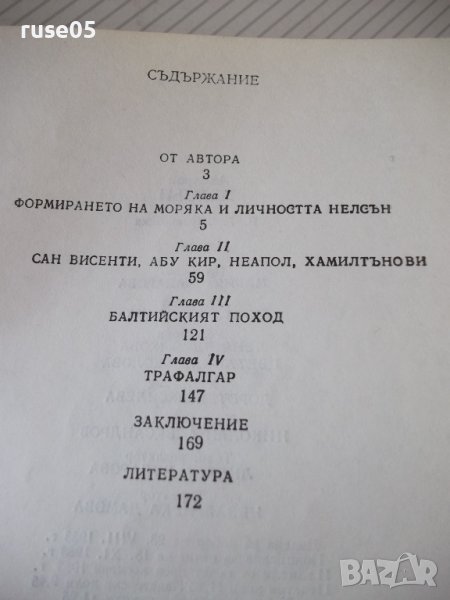 ruse05
СЪДЪРЖАНИЕ
ОТ АВТОРА
3
Глава I
ФОРМИРАНЕТО НА МОРЯКА И ЛИЧНОСТТА НЕЛСЪН
5
Глава II
САН ВИСЕНТИ, АБУ КИР, НЕАПОЛ, ХАМИЛТЪНОВИ
59
Глава III
БАЛТИЙСКИЯТ ПОХОД
121
Глава IV
ТРАФАЛГАР
147
ЗАКЛЮЧЕНИЕ
169
ЛИТЕРАТУРА
172
BAZAR